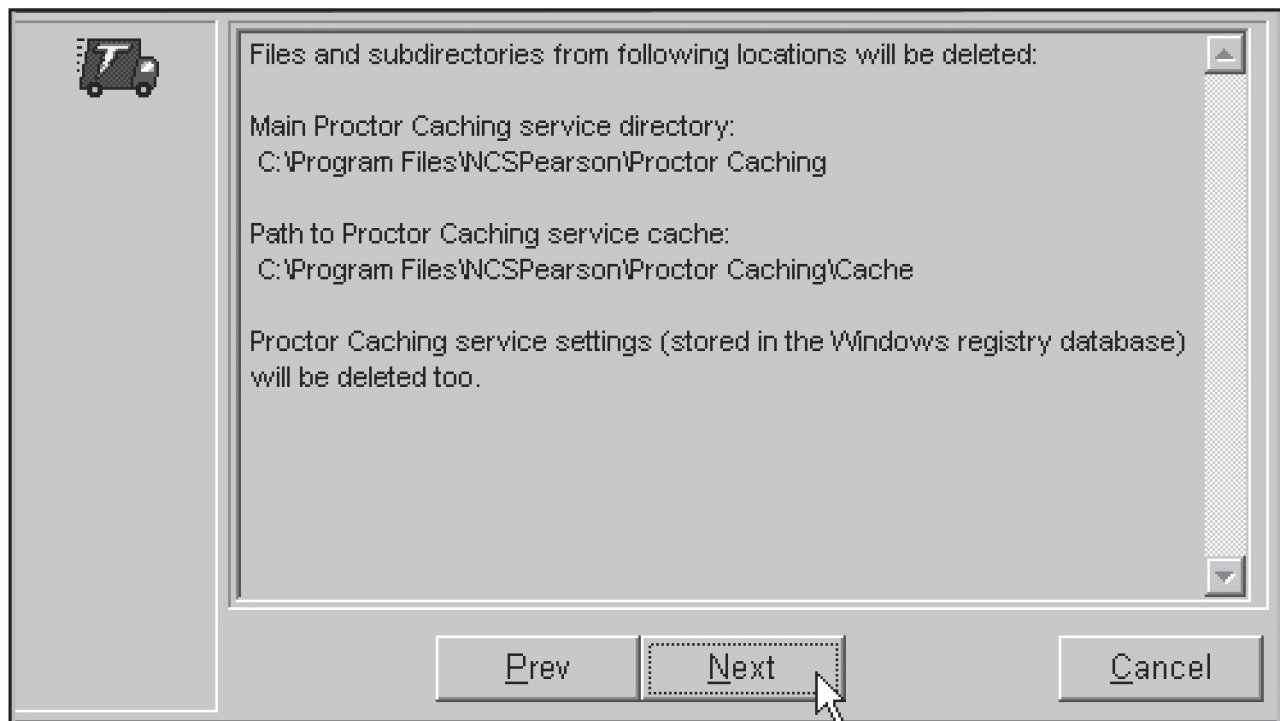 Files and subdirectories from following locations will be deleted:
Main Proctor Caching service directory:
C:\Program Files\NCSPearson\Proctor Caching
Path to Proctor Caching service cache:
C:\Program Files\NCSPearson\Proctor Caching\Cache
Proctor Caching service settings (stored in the Windows registry database)
will be deleted too.
Prev Next Cancel